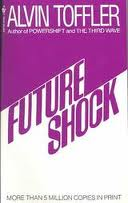 ALVIN TOFFLER
Author of POWERSHIFT and THE THIRD WAVE
FUTURE
SHOCK
MORE THAN 5 MILLION COPIES IN PRINT